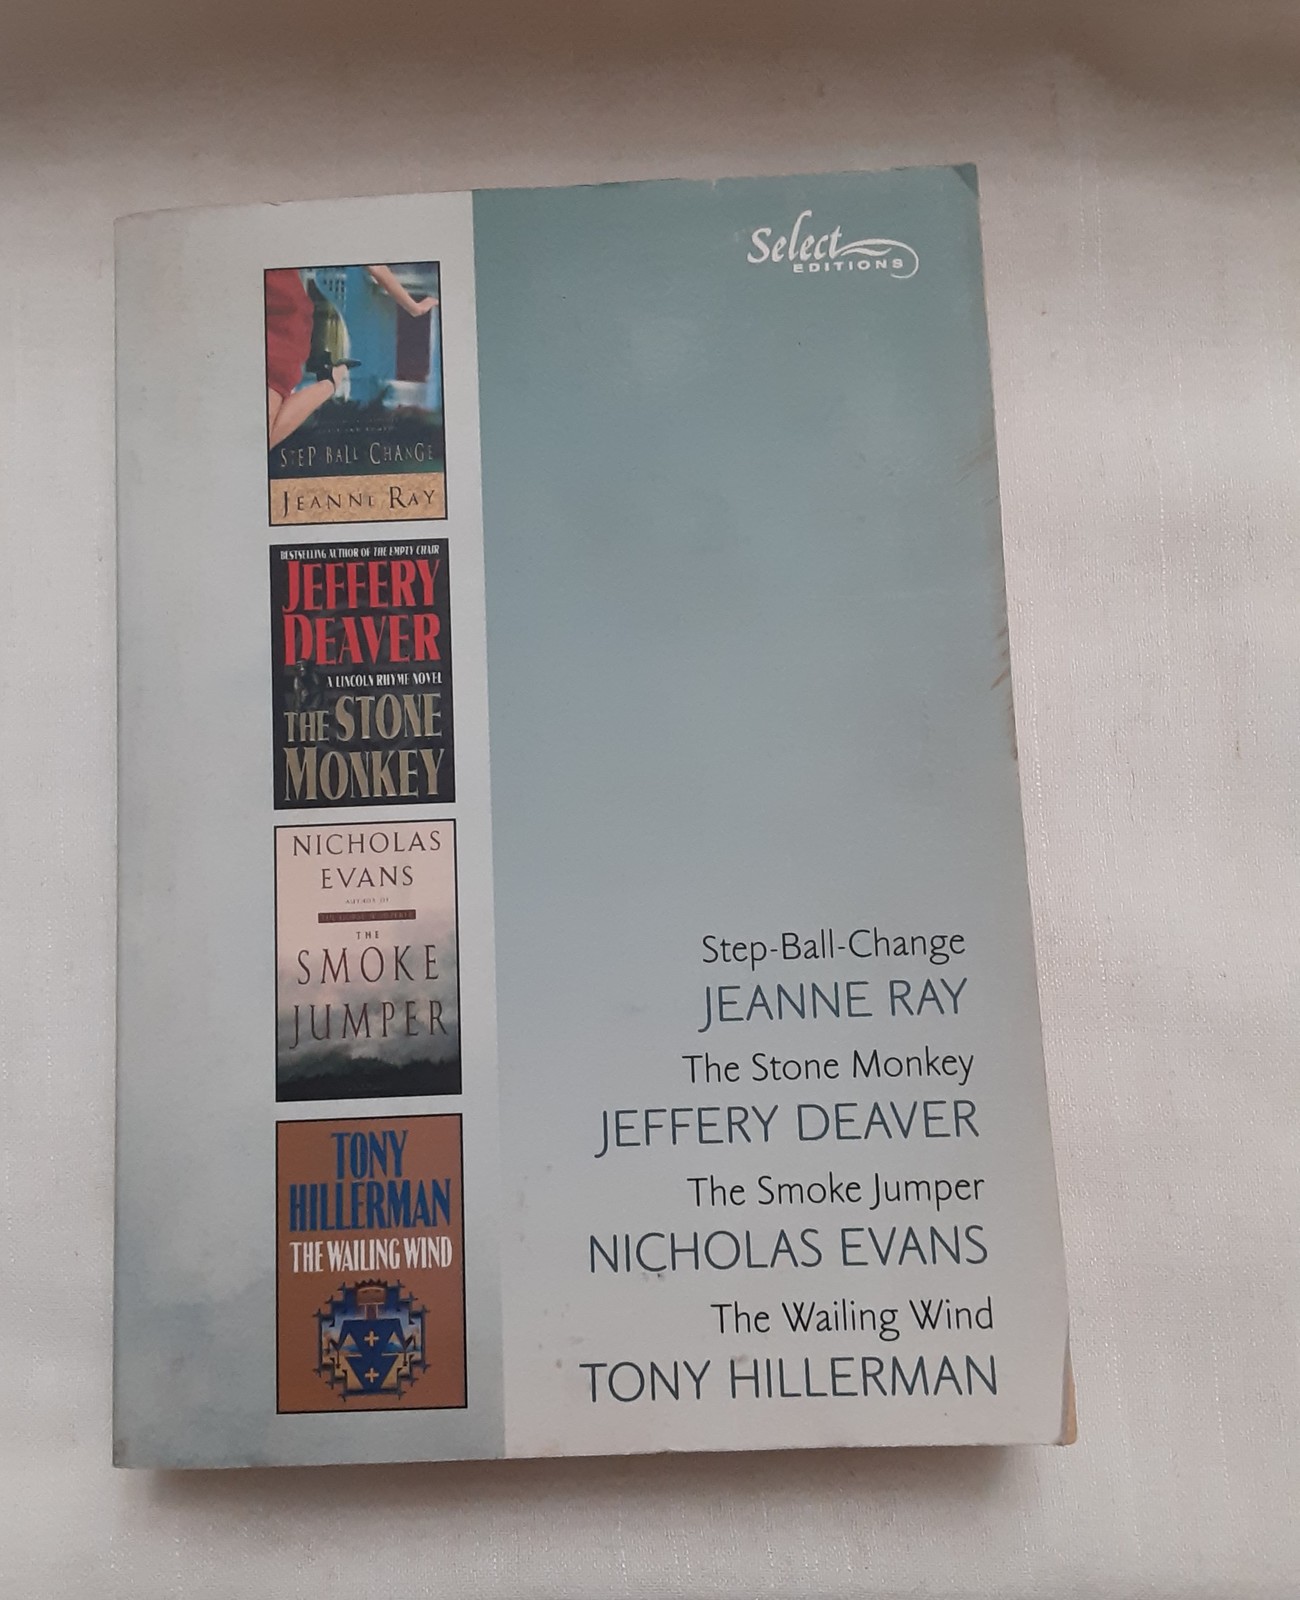 Select
EDITIONS
STEP BALL CHANGE
JEANNE RAY
BESTSELLING AUTHOR OF THE EMPTY CHAIR
JEFFERY
DEAVER
A LINCOLN RHYME NOVEL
THE STONE
MONKEY
NICHOLAS
EVANS
AUTHOR OF
THE
SMOKE
JUMPER
TONY
HILLERMAN
THE WAILING WIND
Step-Ball-Change
JEANNE RAY
The Stone Monkey
JEFFERY DEAVER
The Smoke Jumper
NICHOLAS EVANS
The Wailing Wind
TONY HILLERMAN